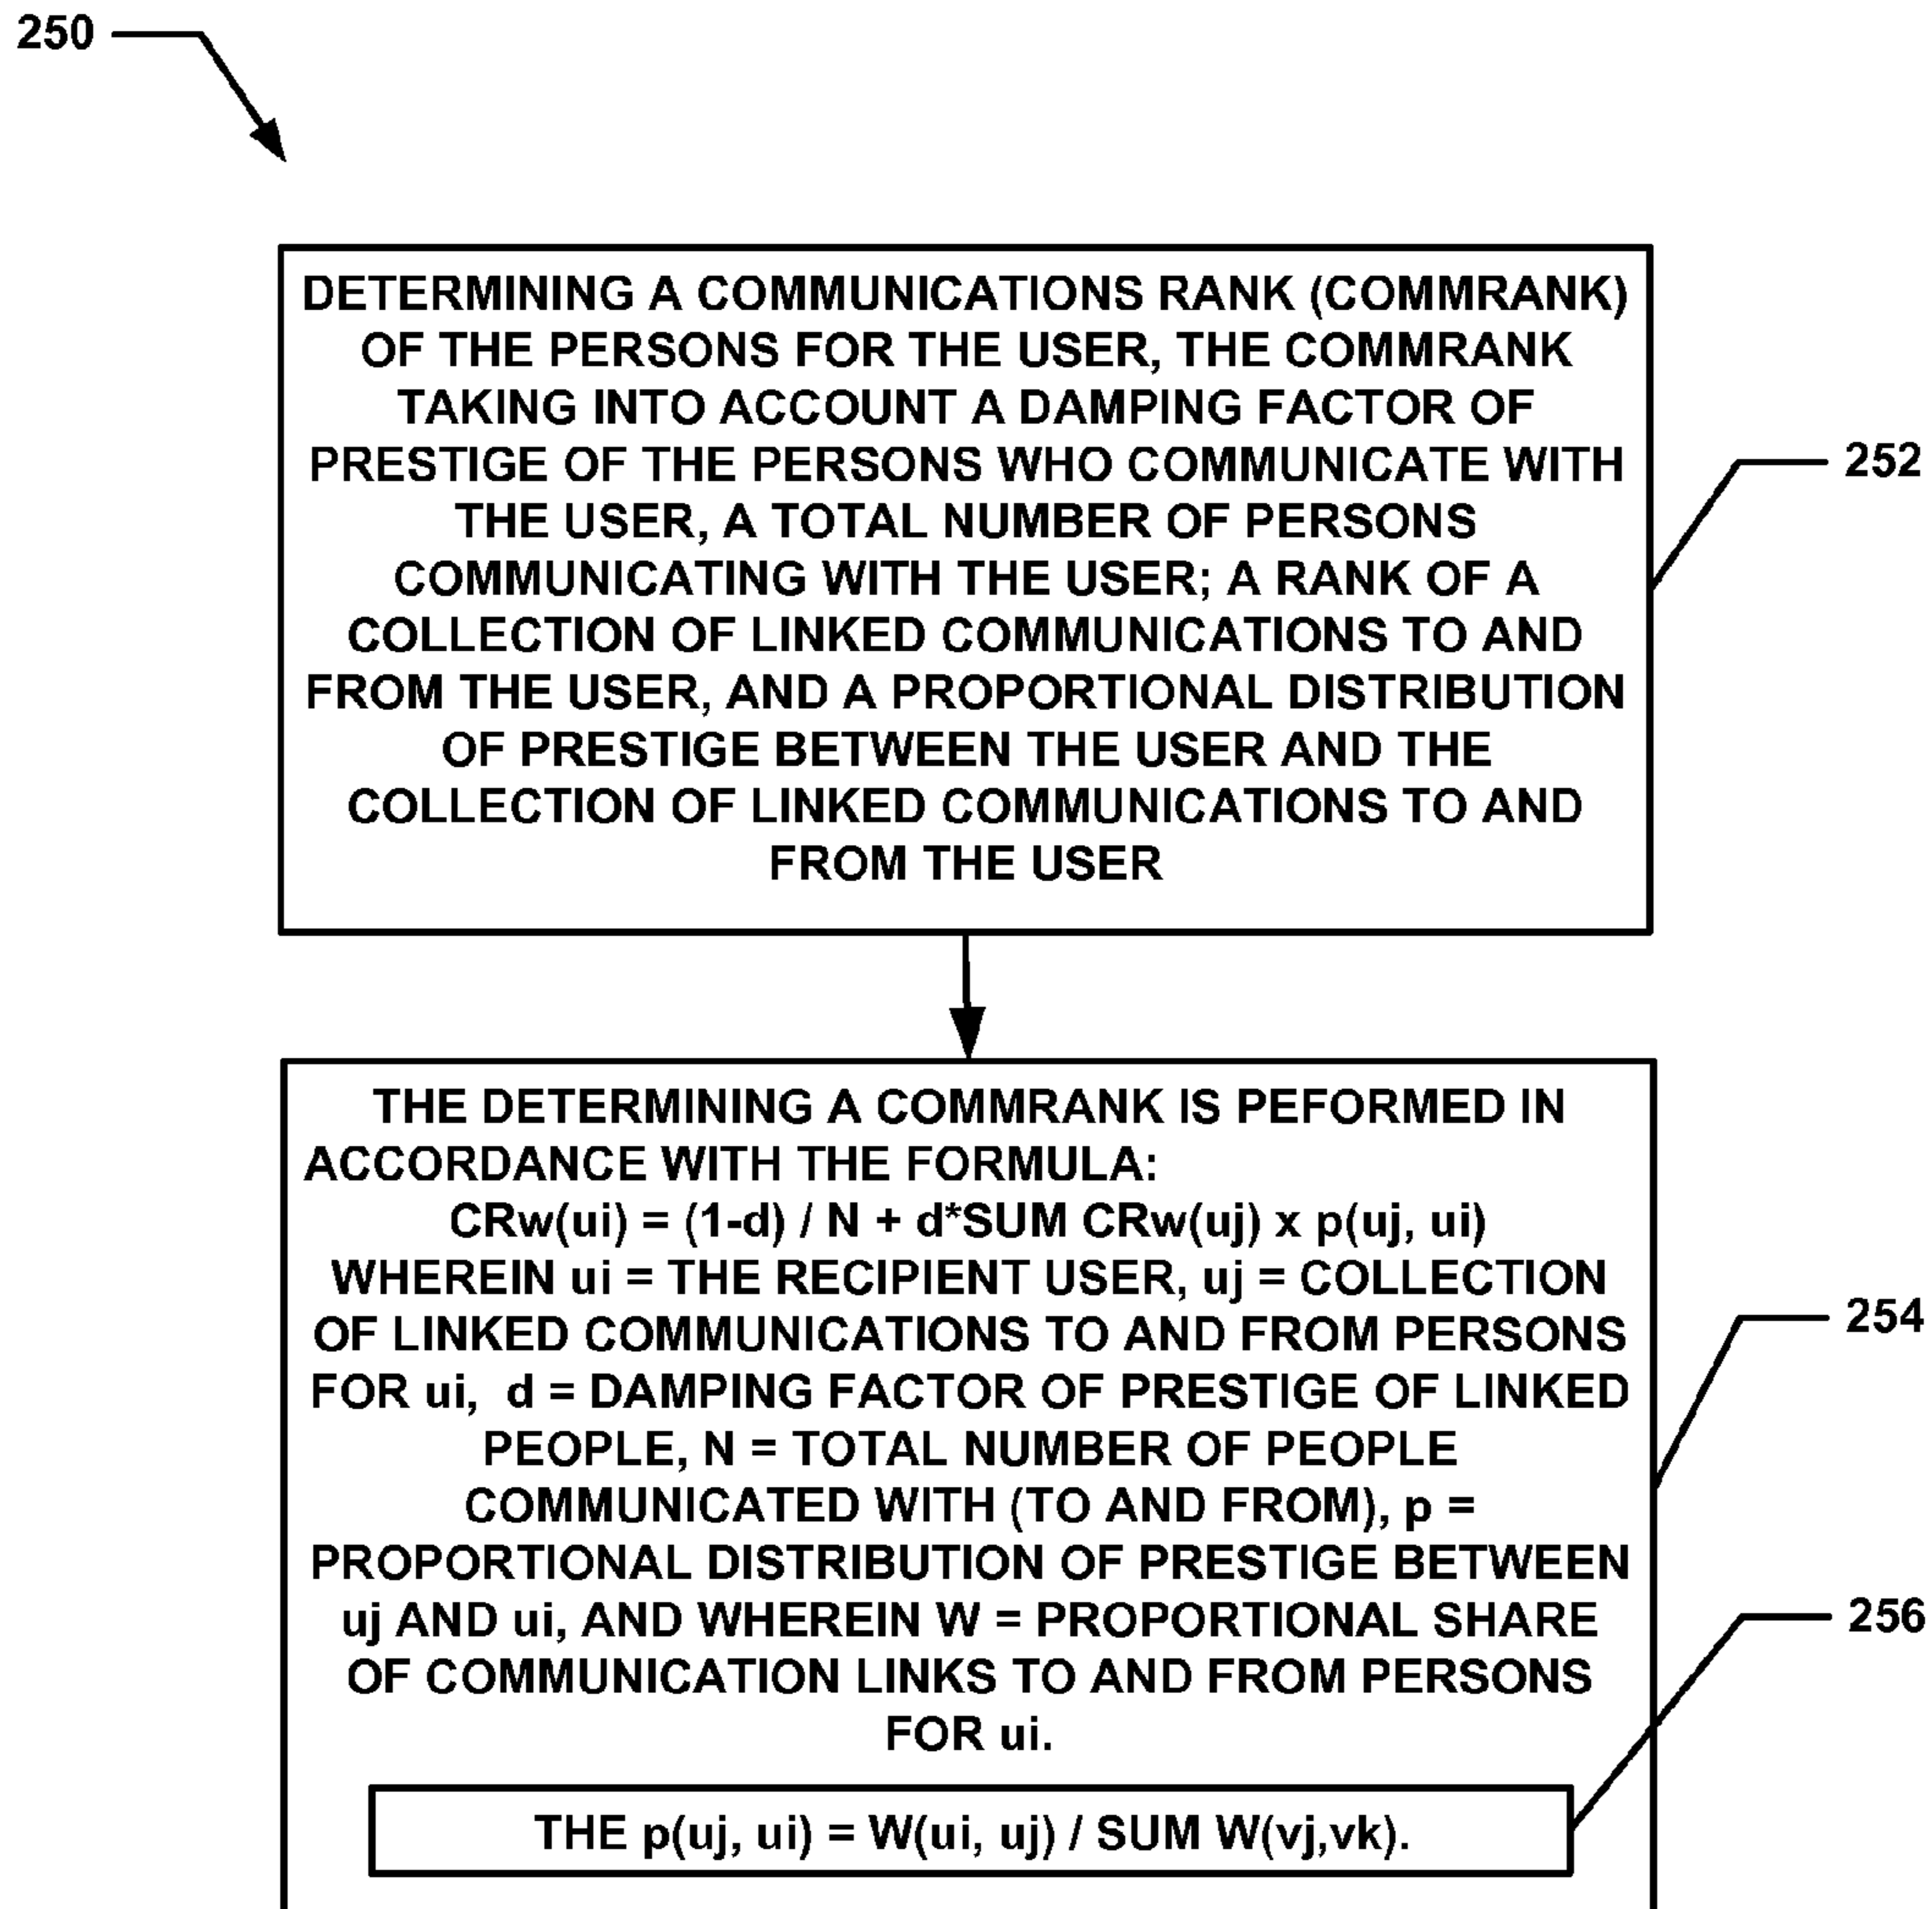 250
DETERMINING A COMMUNICATIONS RANK (COMMRANK)
OF THE PERSONS FOR THE USER, THE COMMRANK
TAKING INTO ACCOUNT A DAMPING FACTOR OF
PRESTIGE OF THE PERSONS WHO COMMUNICATE WITH
THE USER, A TOTAL NUMBER OF PERSONS
COMMUNICATING WITH THE USER; A RANK OF A
COLLECTION OF LINKED COMMUNICATIONS TO AND
FROM THE USER, AND A PROPORTIONAL DISTRIBUTION
OF PRESTIGE BETWEEN THE USER AND THE
COLLECTION OF LINKED COMMUNICATIONS TO AND
FROM THE USER
252
THE DETERMINING A COMMRANK IS PEFORMED IN
ACCORDANCE WITH THE FORMULA:
CRw(ui) = (1-d) / N + d*SUM CRw(uj) x p(uj, ui)
WHEREIN ui = THE RECIPIENT USER, uj = COLLECTION
OF LINKED COMMUNICATIONS TO AND FROM PERSONS
FOR ui, d = DAMPING FACTOR OF PRESTIGE OF LINKED
PEOPLE, N = TOTAL NUMBER OF PEOPLE
COMMUNICATED WITH (TO AND FROM), p =
PROPORTIONAL DISTRIBUTION OF PRESTIGE BETWEEN
uj AND ui, AND WHEREIN W = PROPORTIONAL SHARE
OF COMMUNICATION LINKS TO AND FROM PERSONS
FOR ui.
254
THE p(uj, ui) = W(ui, uj) / SUM W(vj,vk).
256